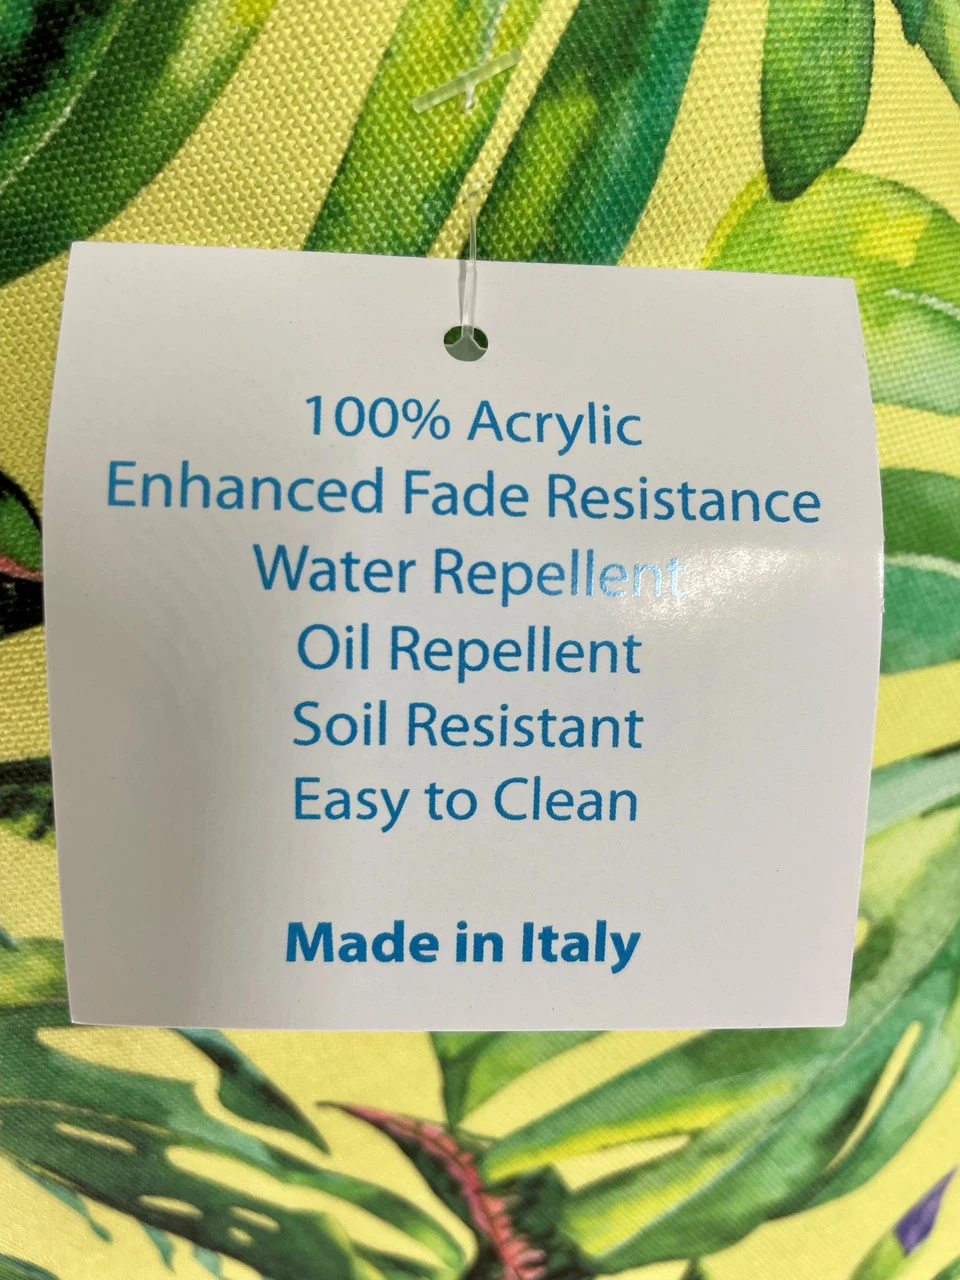 100% Acrylic
Enhanced Fade Resistance
Water Repellent
Oil Repellent
Soil Resistant
Easy to Clean
Made in Italy